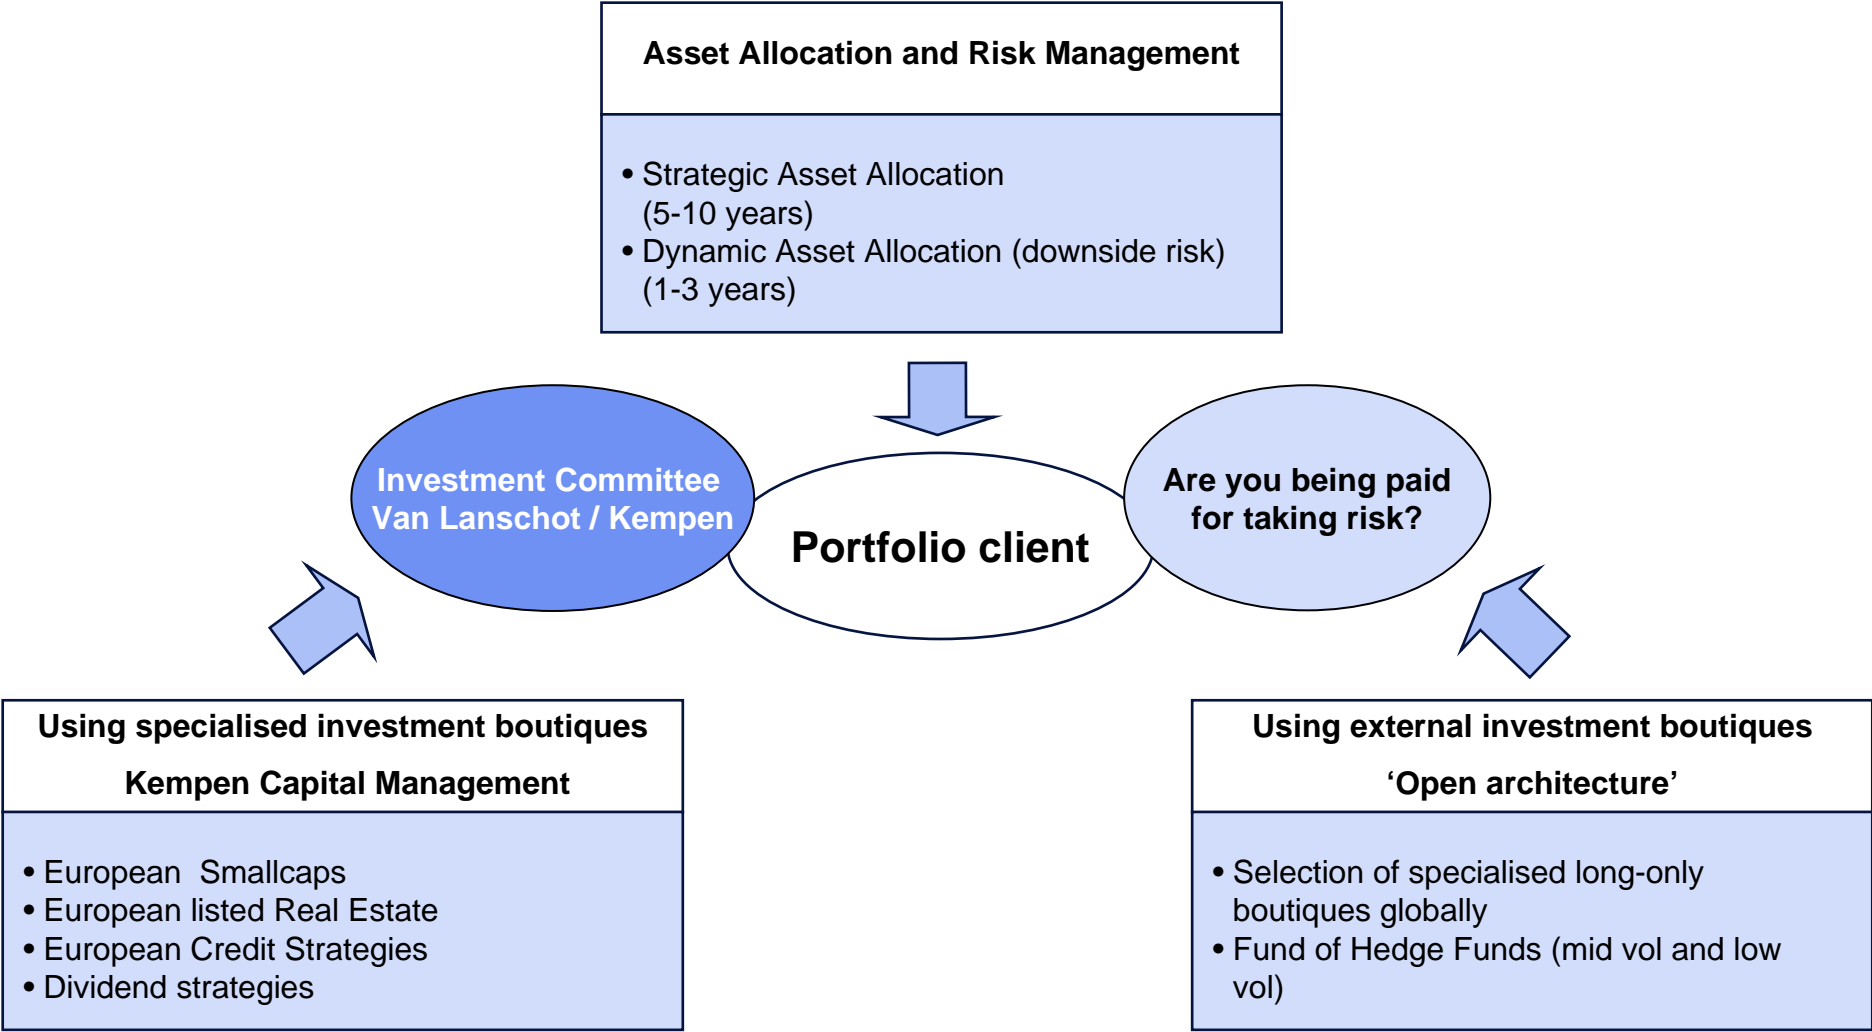 Asset Allocation and Risk Management
• Strategic Asset Allocation
(5-10 years)
• Dynamic Asset Allocation (downside risk)
(1-3 years)
Investment Committee
Van Lanschot / Kempen
Portfolio client
Are you being paid
for taking risk?
Using specialised investment boutiques
Kempen Capital Management
• European  Smallcaps
• European listed Real Estate
• European Credit Strategies
• Dividend strategies
Using external investment boutiques
‘Open architecture’
• Selection of specialised long-only
boutiques globally
• Fund of Hedge Funds (mid vol and low
vol)